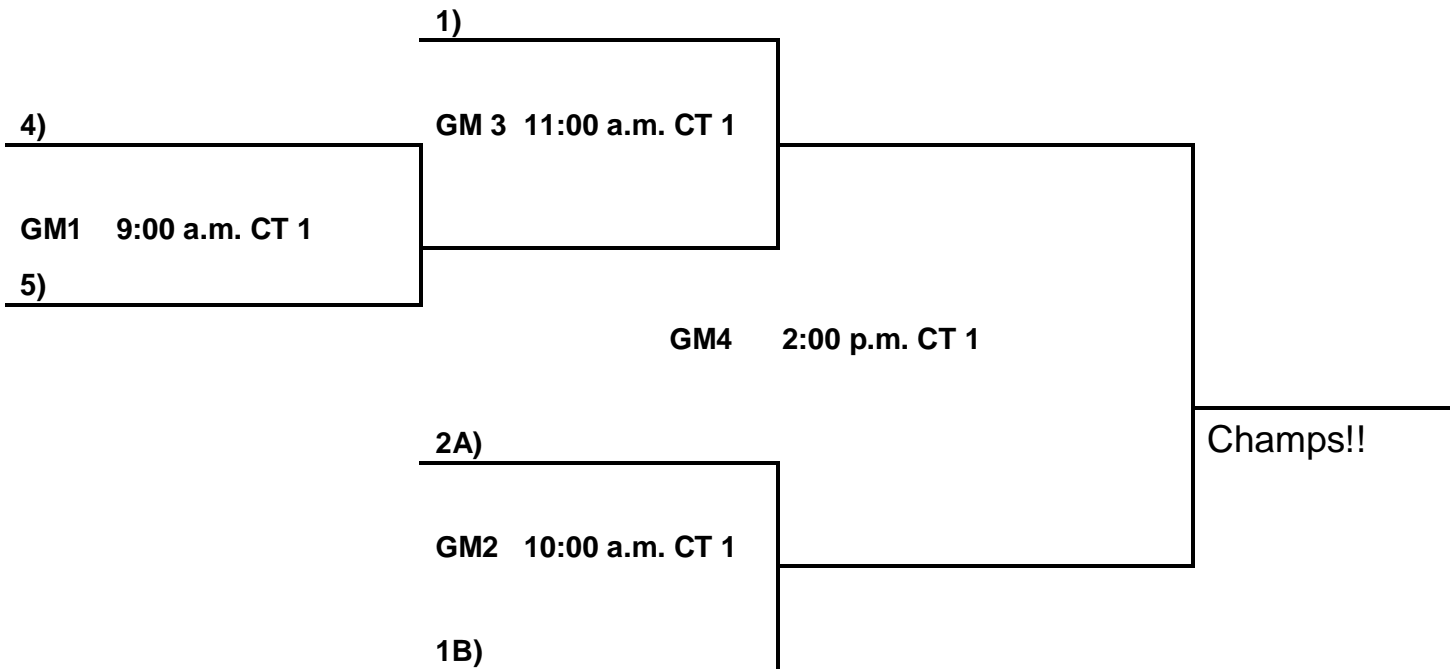 1)
4)
GM 3 11:00 a.m. CT 1
GM1 9:00 a.m. CT 1
5)
GM4 2:00 p.m. CT 1
2A)
Champs!!
GM2 10:00 a.m. CT 1
1B)